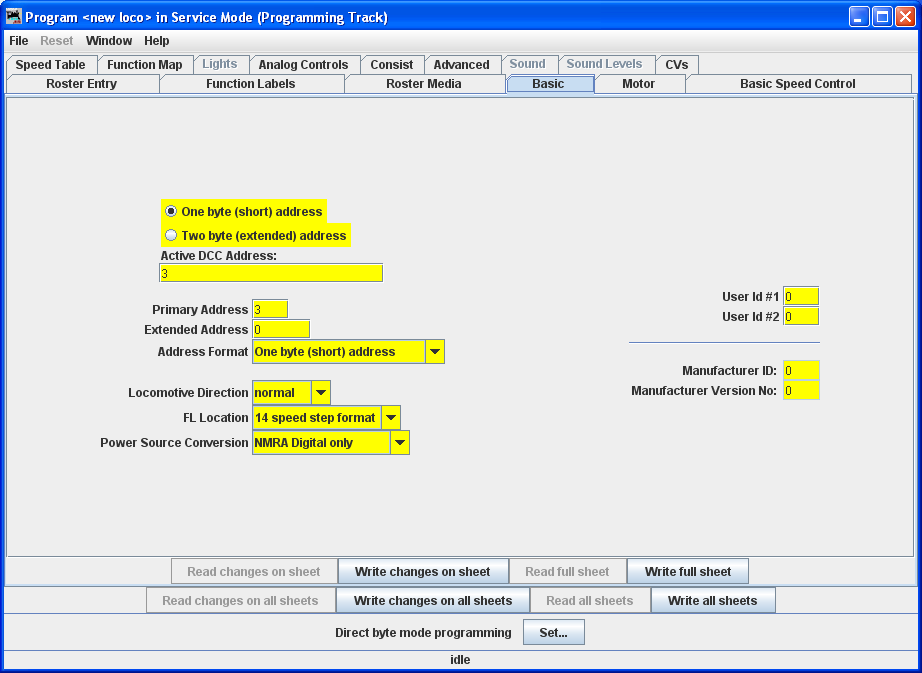 Program <new loco> in Service Mode (Programming Track)
File Reset Window Help
Speed Table Function Map Lights Analog Controls Consist Advanced Sound Sound Levels CVs
Roster Entry Function Labels Roster Media Basic Motor Basic Speed Control
One byte (short) address
Two byte (extended) address
Active DCC Address:
3
User Id #1 0
Primary Address 3
User Id #2 0
Extended Address 0
Address Format One byte (short) address
Manufacturer ID: 0
Locomotive Direction normal
Manufacturer Version No: 0
FL Location 14 speed step format
Power Source Conversion NMRA Digital only
Read changes on sheet Write changes on sheet Read full sheet Write full sheet
Read changes on all sheets Write changes on all sheets Read all sheets Write all sheets
Direct byte mode programming Set...
idle